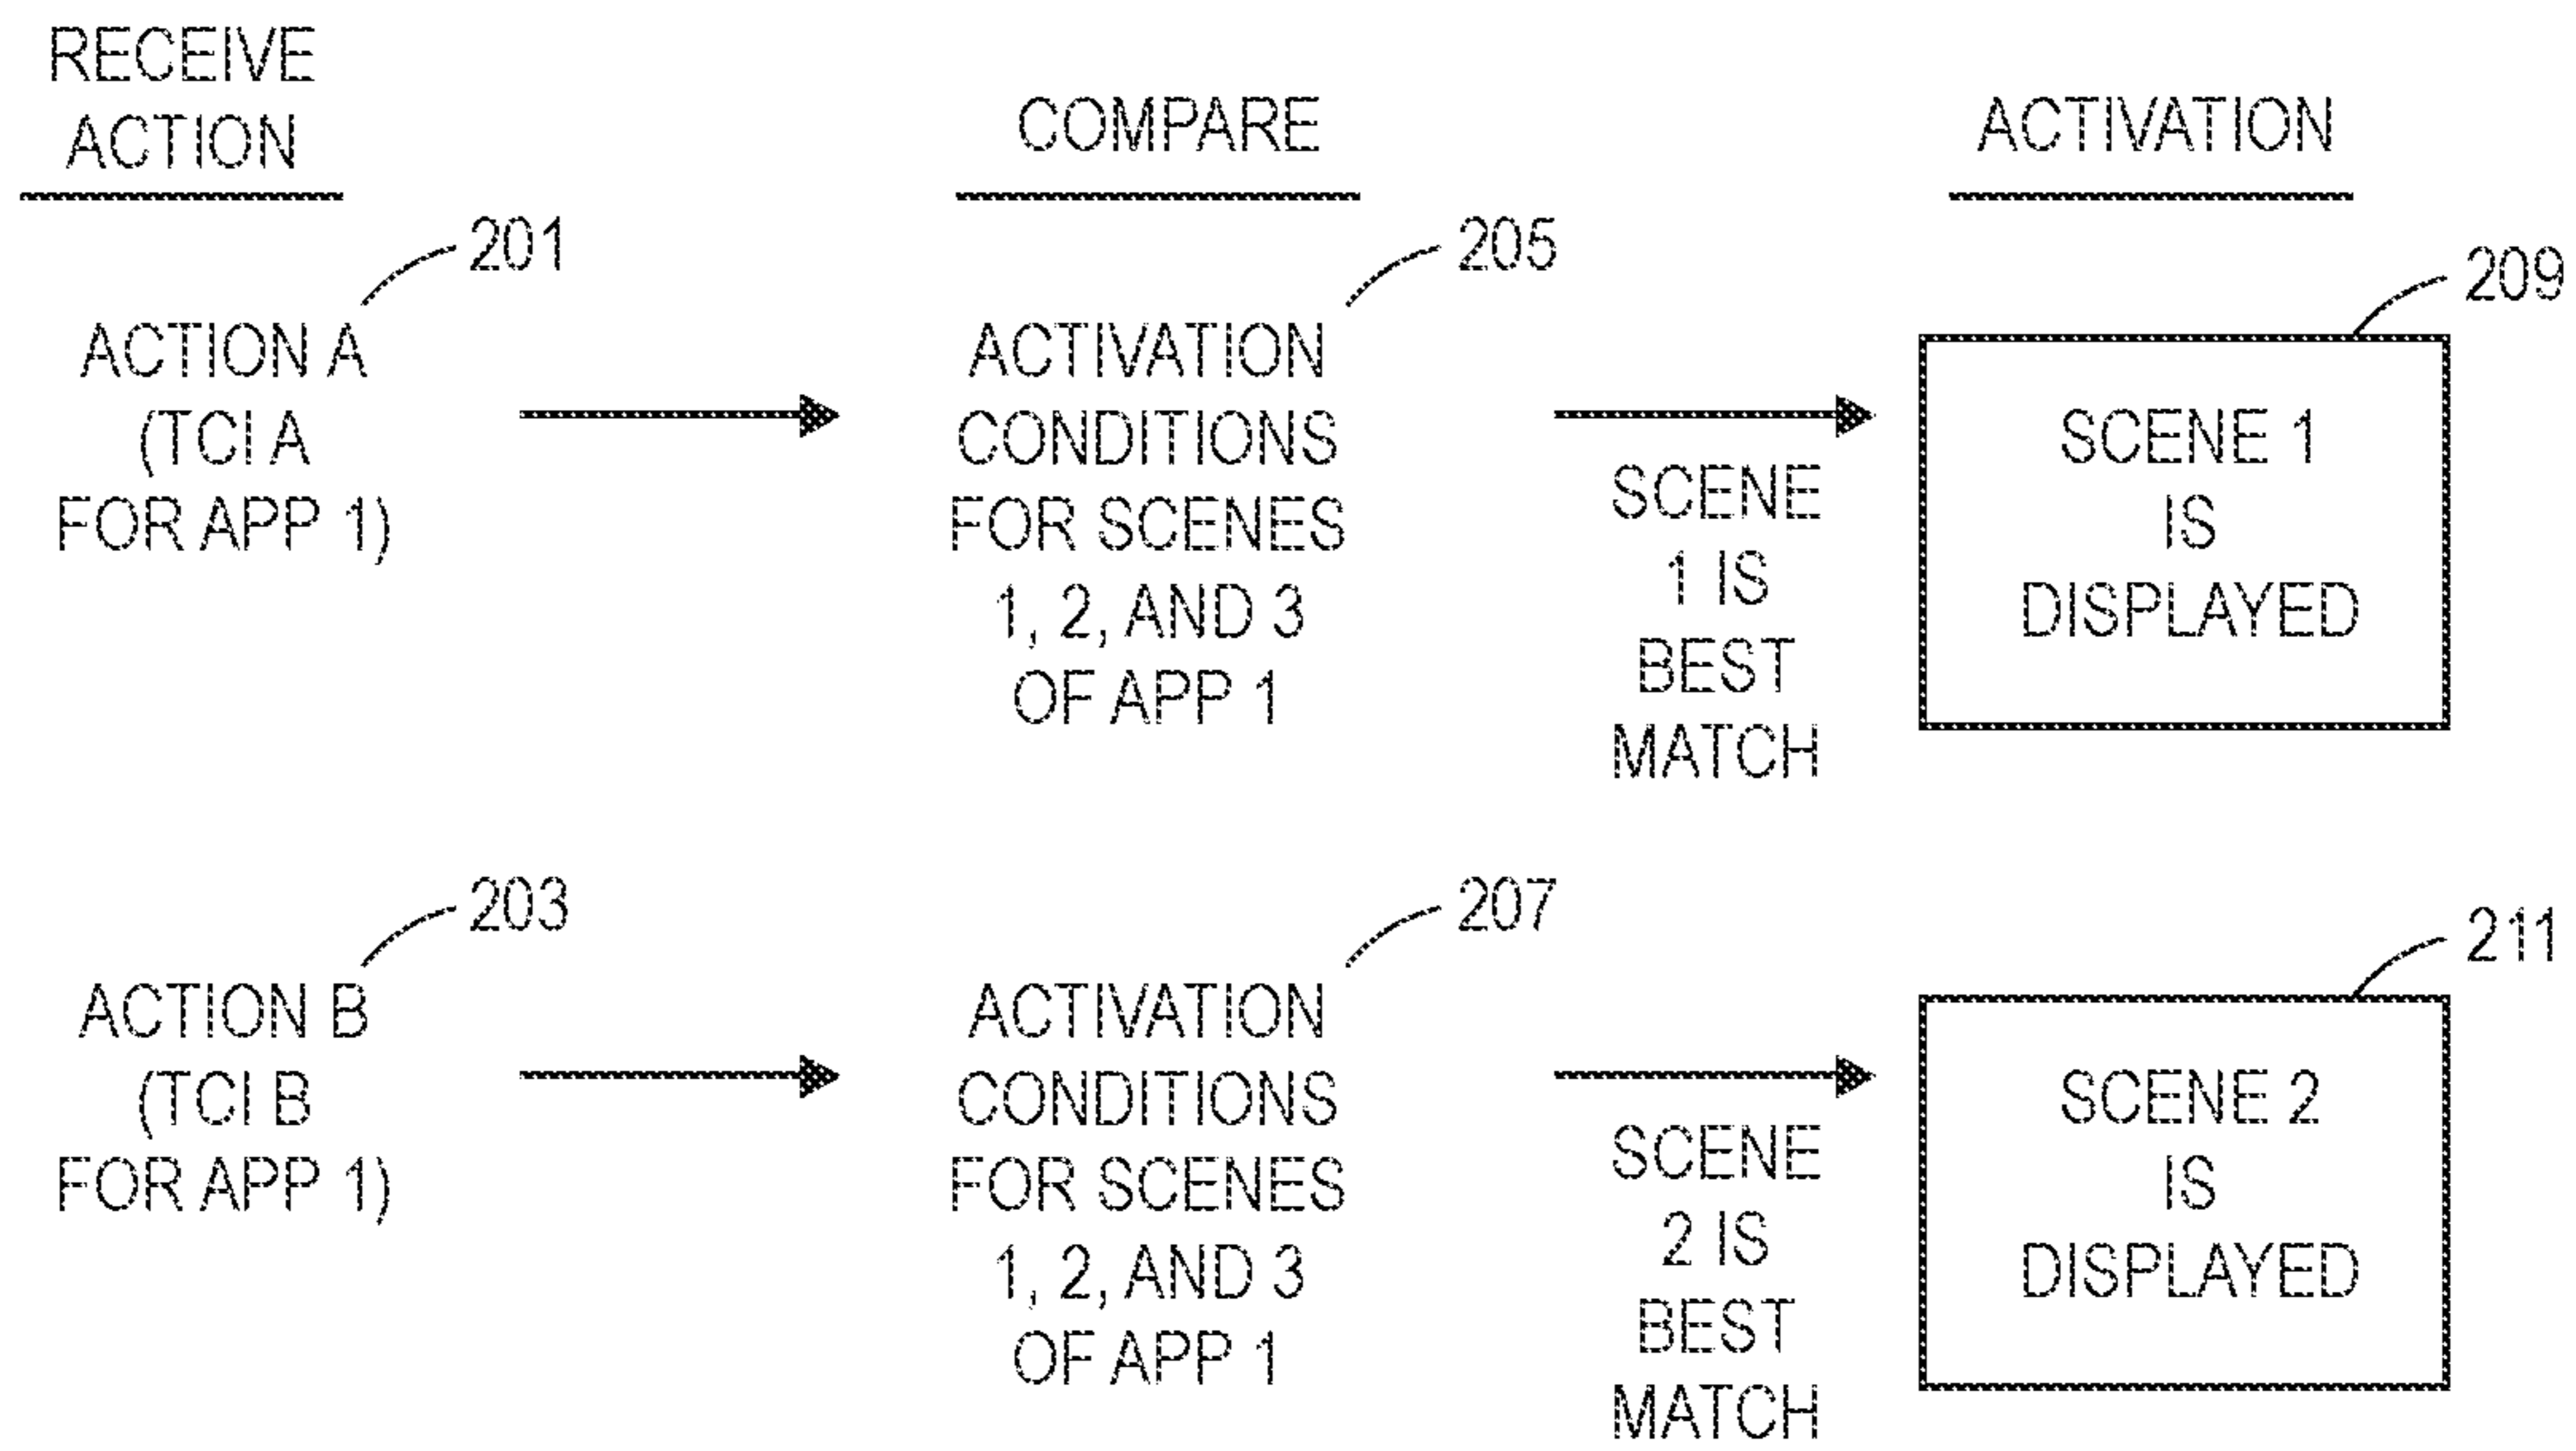 RECEIVE
ACTION
COMPARE
ACTIVATION
201
ACTION A
(TCI A
FOR APP 1)
205
ACTIVATION
CONDITIONS
FOR SCENES
1, 2, AND 3
OF APP 1
SCENE
1 IS
BEST
MATCH
209
SCENE 1
IS
DISPLAYED
203
ACTION B
(TCI B
FOR APP 1)
207
ACTIVATION
CONDITIONS
FOR SCENES
1, 2, AND 3
OF APP 1
SCENE
2 IS
BEST
MATCH
211
SCENE 2
IS
DISPLAYED